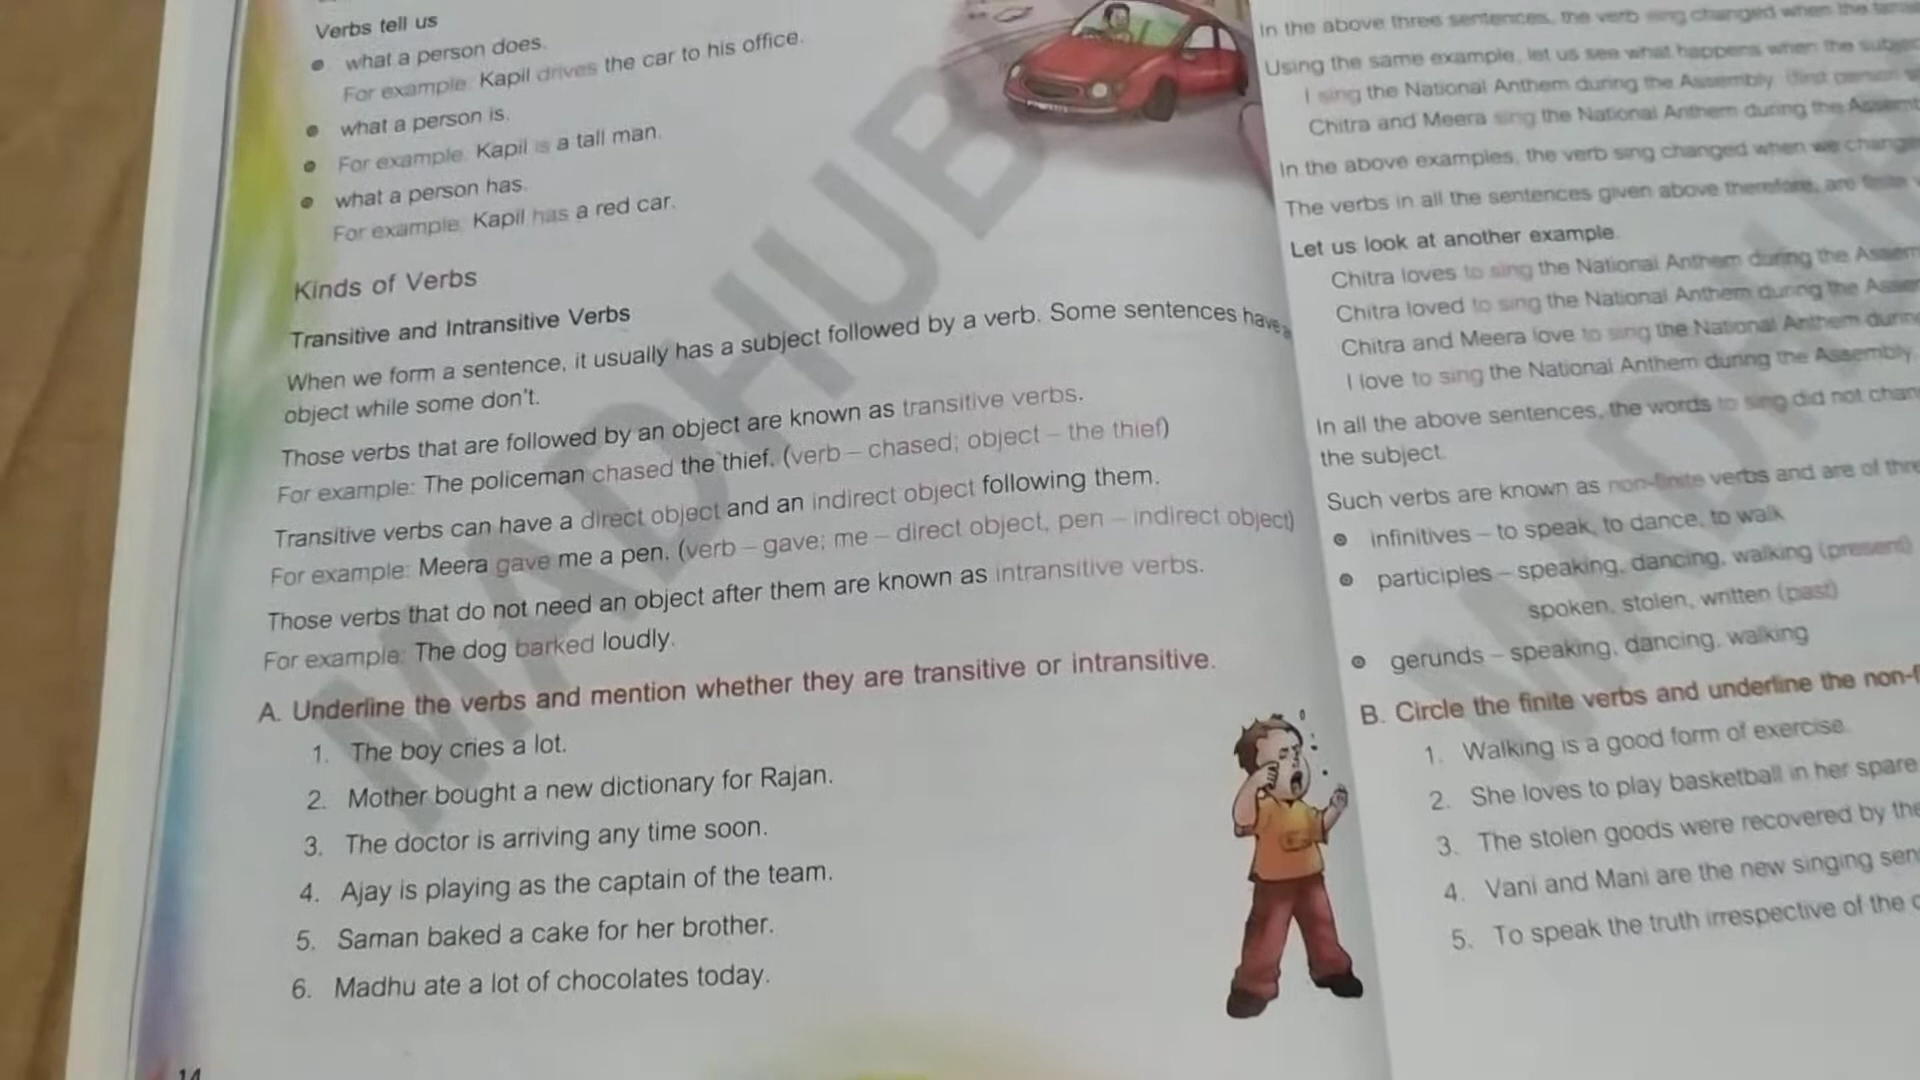 Verbs tell us
what a person does.
For example: Kapil drives the car to his office.
what a person is.
For example: Kapil is a tall man.
what a person has.
For example: Kapil has a red car.
Kinds of Verbs
Transitive and Intransitive Verbs
When we form a sentence, it usually has a subject followed by a verb. Some sentences have
object while some don't.
Those verbs that are followed by an object are known as transitive verbs.
For example: The policeman chased the thief. (verb – chased; object – the thief)
Transitive verbs can have a direct object and an indirect object following them.
For example: Meera gave me a pen. (verb – gave; me – direct object, pen – indirect object)
Those verbs that do not need an object after them are known as intransitive verbs.
For example: The dog barked loudly.
A. Underline the verbs and mention whether they are transitive or intransitive.
1. The boy cries a lot.
2. Mother bought a new dictionary for Rajan.
3. The doctor is arriving any time soon.
4. Ajay is playing as the captain of the team.
5. Saman baked a cake for her brother.
6. Madhu ate a lot of chocolates today.
14
In the above three sentences, the verb sing changed when the
Using the same example, let us see what happens when the
I sing the National Anthem during the Assembly. (first person
Chitra and Meera sing the National Anthem during the
In the above examples, the verb sing changed when we
The verbs in all the sentences given above therefore, are finite
Let us look at another example.
Chitra loves to sing the National Anthem during the
Chitra loved to sing the National Anthem during the
Chitra and Meera love to sing the National Anthem
I love to sing the National Anthem during the Assembly.
In all the above sentences, the words to sing did not
the subject.
Such verbs are known as non-finite verbs and are of
infinitives – to speak, to dance, to walk
participles – speaking, dancing, walking (present)
spoken, stolen, written (past)
gerunds – speaking, dancing, walking
B. Circle the finite verbs and underline the
1. Walking is a good form of exercise.
2. She loves to play basketball in her spare
3. The stolen goods were recovered by the
4. Vani and Mani are the new singing
5. To speak the truth irrespective of the
MADHUB